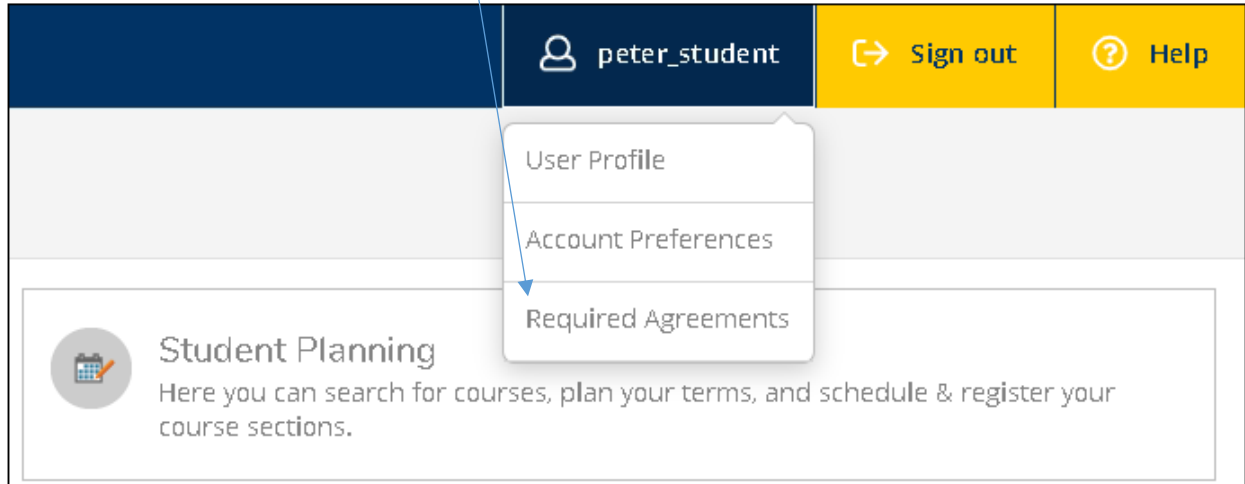 peter_student
Sign out
Help
User Profile
Account Preferences
Required Agreements
Student Planning
Here you can search for courses, plan your terms, and schedule & register your
course sections.